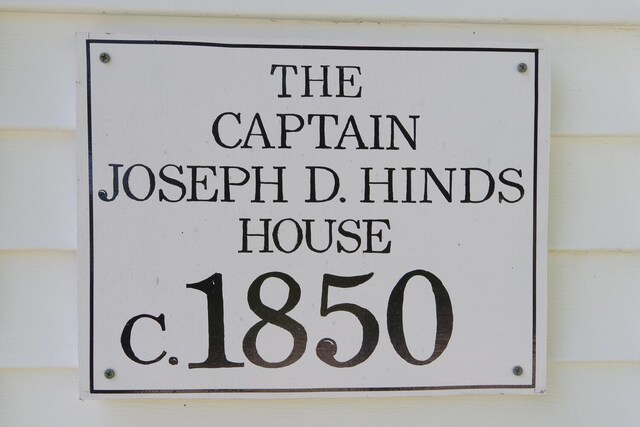 THE
CAPTAIN
JOSEPH D. HINDS
HOUSE
C. 1850